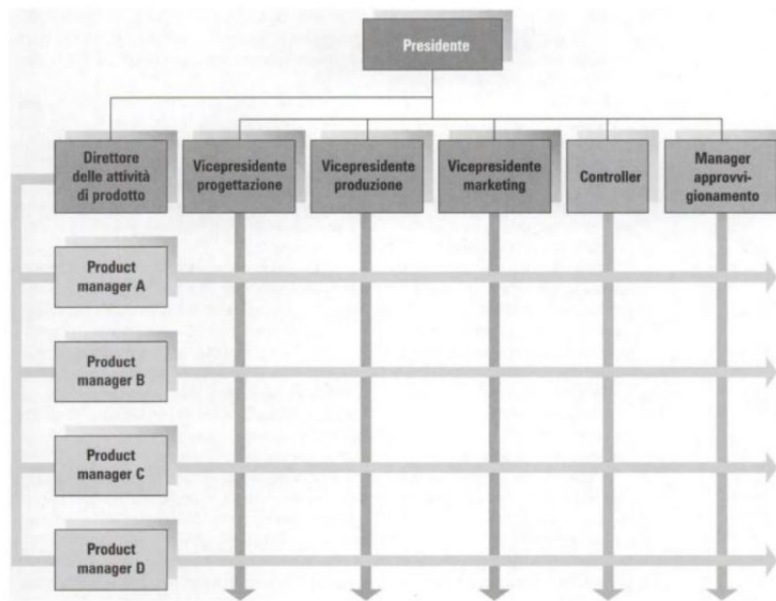 Presidente
Direttore
delle attività
di prodotto
Vicepresidente
progettazione
Vicepresidente
produzione
Vicepresidente
marketing
Controller
Manager
approvvi-
gionamento
Product
manager A
Product
manager B
Product
manager C
Product
manager D